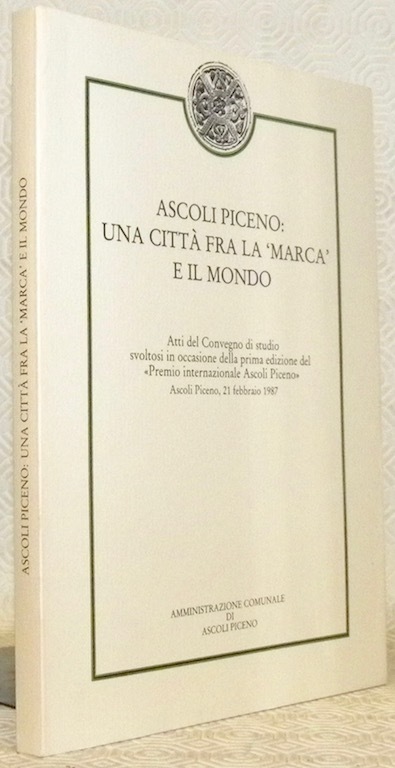 ASCOLI PICENO: UNA CITTÀ FRA LA 'MARCA' E IL MONDO
ASCOLI PICENO:
UNA CITTÀ FRA LA 'MARCA'
E IL MONDO
Atti del Convegno di studio
svoltosi in occasione della prima edizione del
«Premio internazionale Ascoli Piceno»
Ascoli Piceno, 21 febbraio 1987
AMMINISTRAZIONE COMUNALE
DI
ASCOLI PICENO